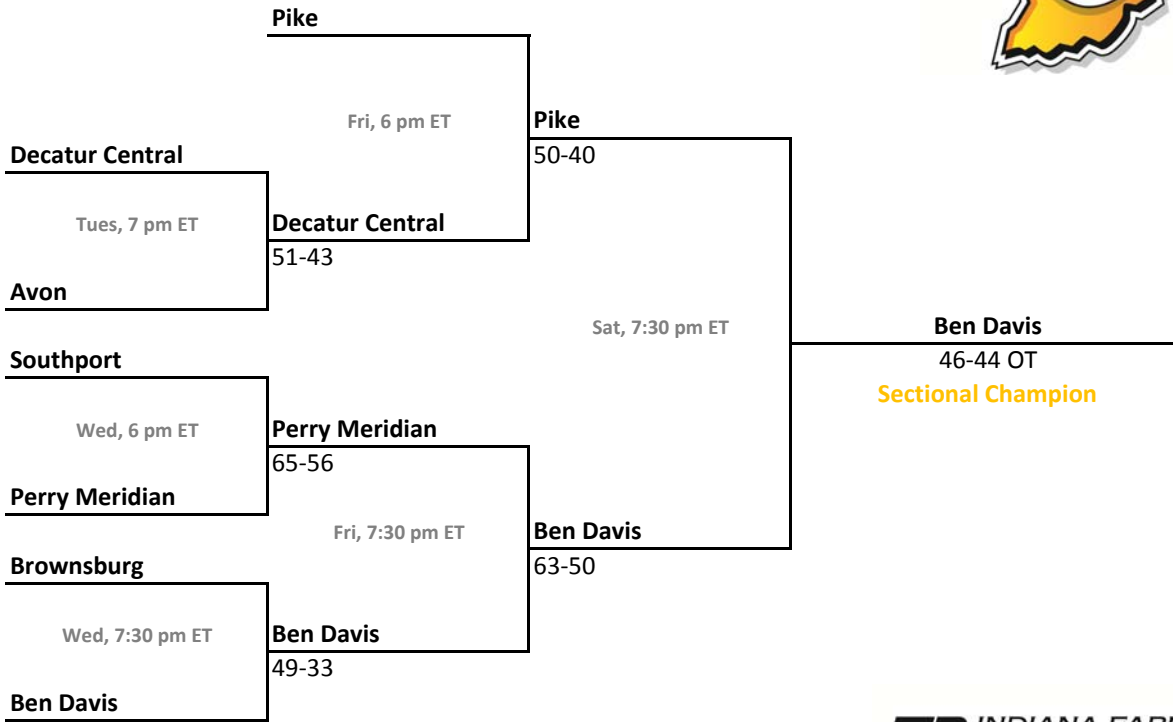 Pike
Fri, 6 pm ET
Pike
Decatur Central
50-40
Tues, 7 pm ET
Decatur Central
51-43
Avon
Sat, 7:30 pm ET
Ben Davis
Southport
46-44 OT
Sectional Champion
Wed, 6 pm ET
Perry Meridian
65-56
Perry Meridian
Fri, 7:30 pm ET
Ben Davis
Brownsburg
63-50
Wed, 7:30 pm ET
Ben Davis
49-33
Ben Davis
INDIANA